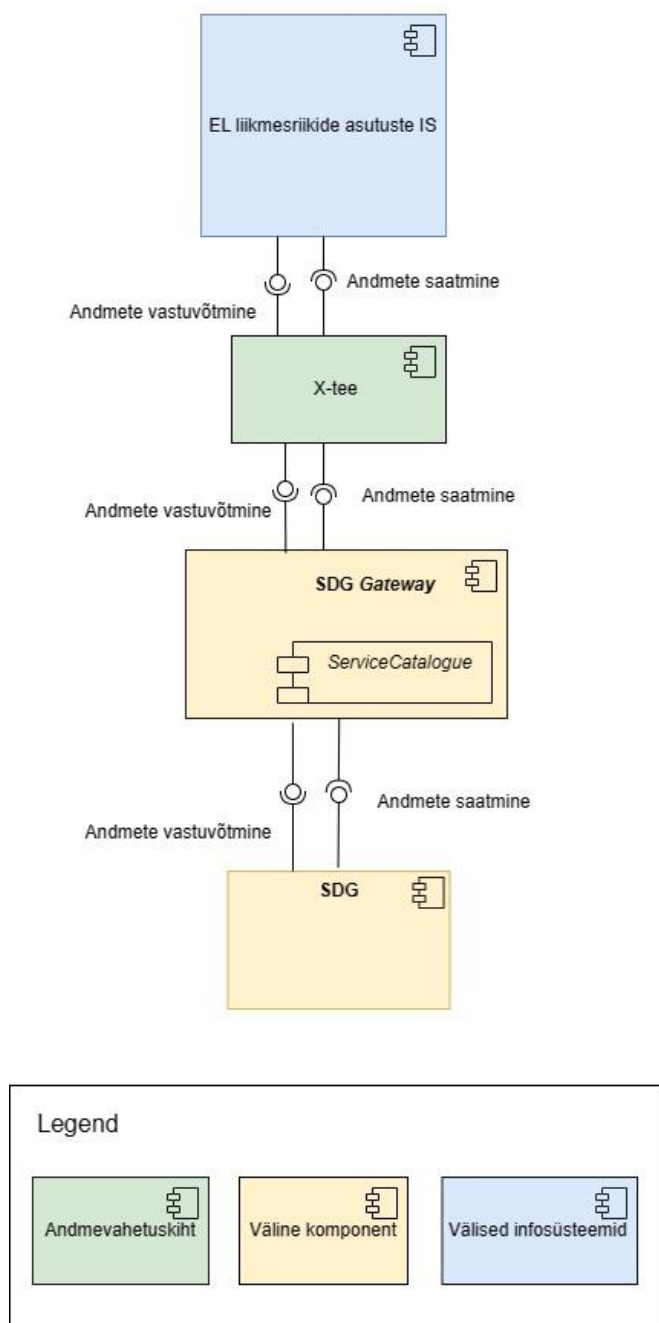 EL liikmesriikide asutuste IS
Andmete saatmine
Andmete vastuvõtmine
X-tee
Andmete saatmine
Andmete vastuvõtmine
SDG Gateway
ServiceCatalogue
Andmete saatmine
Andmete vastuvõtmine
SDG
Legend
Andmevahetuskiht
Väline komponent
Välised infosüsteemid